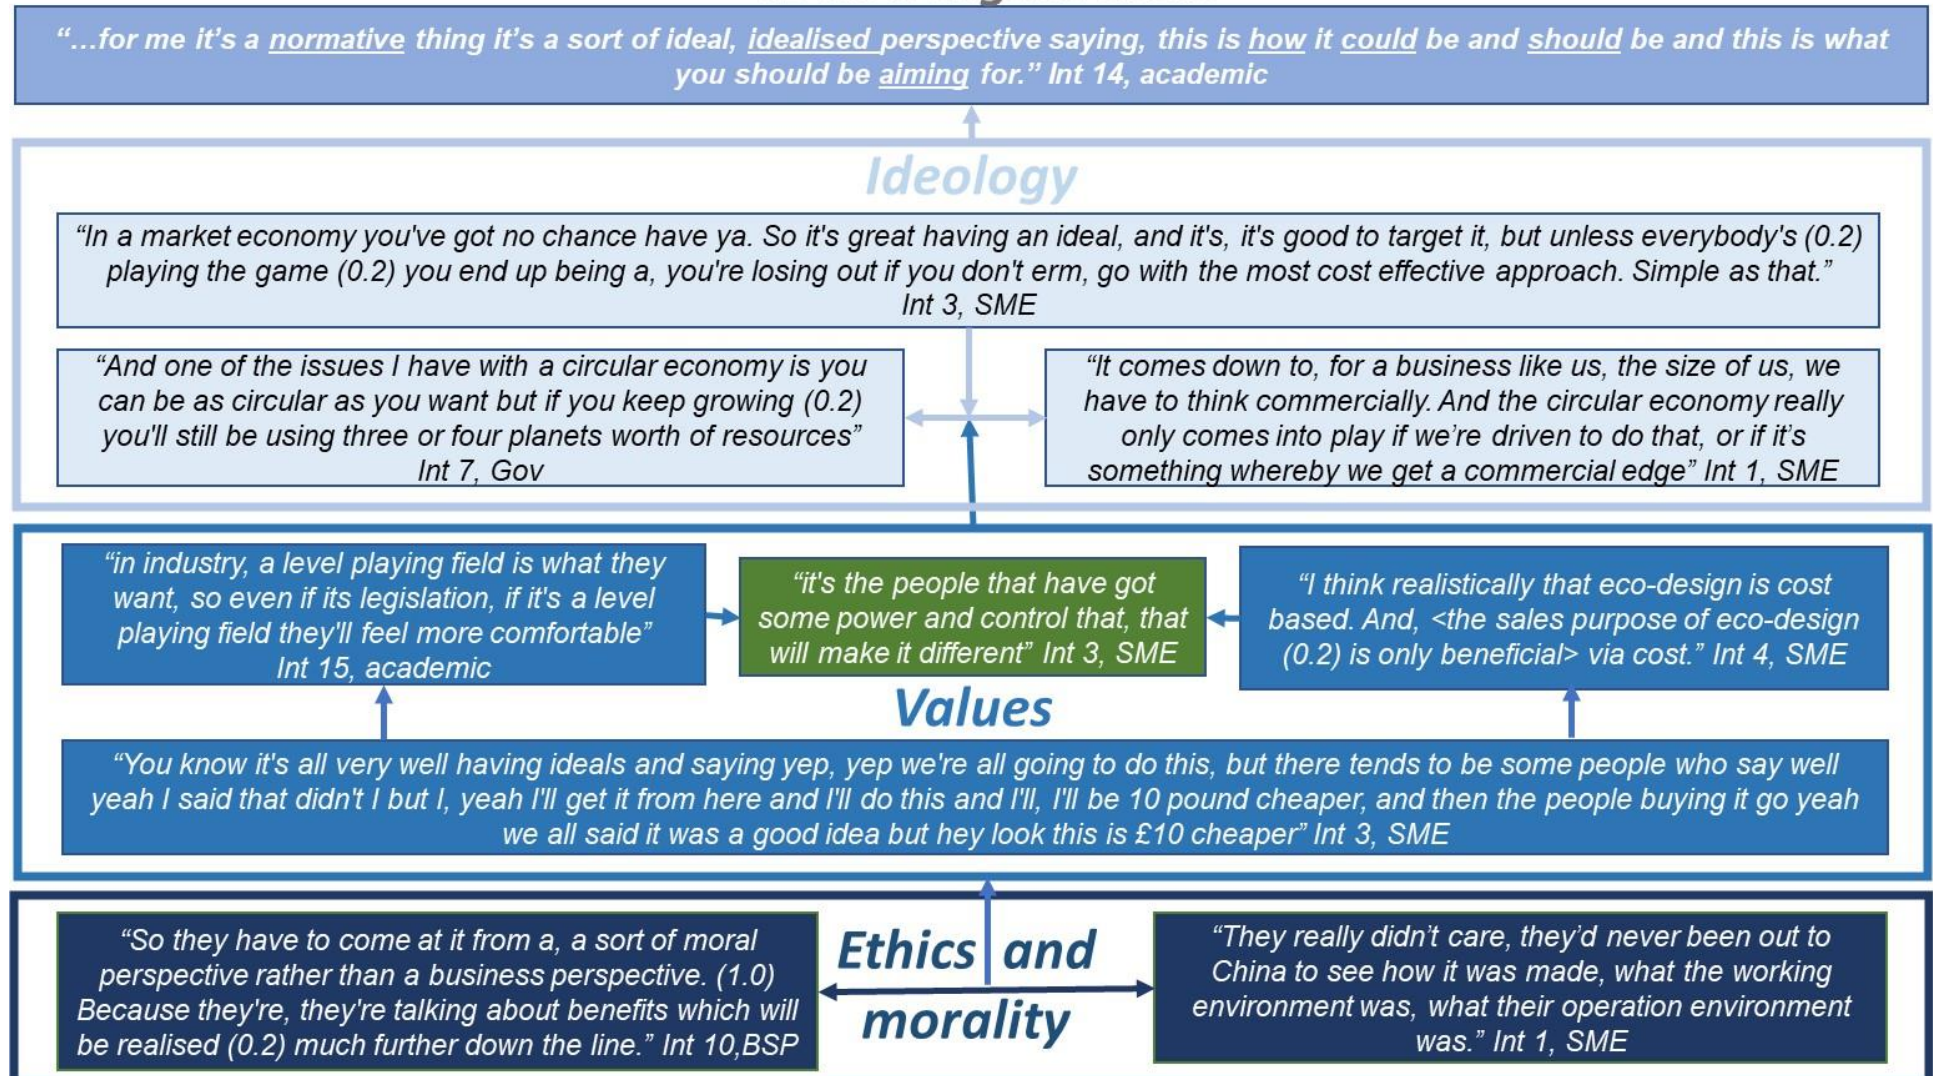 “…for me it’s a normative thing it’s a sort of ideal, idealised perspective saying, this is how it could be and should be and this is what
you should be aiming for.” Int 14, academic
Ideology
“In a market economy you've got no chance have ya. So it's great having an ideal, and it's, it's good to target it, but unless everybody's (0.2)
playing the game (0.2) you end up being a, you're losing out if you don't erm, go with the most cost effective approach. Simple as that.”
Int 3, SME
“And one of the issues I have with a circular economy is you
can be as circular as you want but if you keep growing (0.2)
you'll still be using three or four planets worth of resources”
Int 7, Gov
“It comes down to, for a business like us, the size of us, we
have to think commercially. And the circular economy really
only comes into play if we’re driven to do that, or if it’s
something whereby we get a commercial edge” Int 1, SME
“in industry, a level playing field is what they
want, so even if its legislation, if it's a level
playing field they'll feel more comfortable”
Int 15, academic
“it's the people that have got
some power and control that, that
will make it different” Int 3, SME
“I think realistically that eco-design is cost
based. And, <the sales purpose of eco-design
(0.2) is only beneficial> via cost.” Int 4, SME
Values
“You know it's all very well having ideals and saying yep, yep we're all going to do this, but there tends to be some people who say well
yeah I said that didn't I but I, yeah I'll get it from here and I'll do this and I'll, I'll be 10 pound cheaper, and then the people buying it go yeah
we all said it was a good idea but hey look this is £10 cheaper” Int 3, SME
“So they have to come at it from a, a sort of moral
perspective rather than a business perspective. (1.0)
Because they're, they're talking about benefits which will
be realised (0.2) much further down the line.” Int 10,BSP
Ethics and
morality
“They really didn’t care, they’d never been out to
China to see how it was made, what the working
environment was, what their operation environment
was.” Int 1, SME